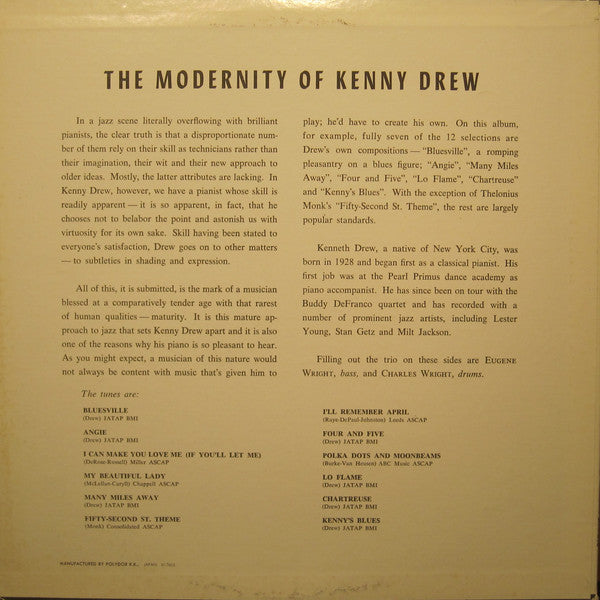 THE MODERNITY OF KENNY DREW
In a jazz scene literally overflowing with brilliant
pianists, the clear truth is that a disproportionate num-
ber of them rely on their skill as technicians rather than
their imagination, their wit and their new approach to
older ideas. Mostly, the latter attributes are lacking. In
Kenny Drew, however, we have a pianist whose skill is
readily apparent — it is so apparent, in fact, that he
chooses not to belabor the point and astonish us with
virtuosity for its own sake. Skill having been stated to
everyone's satisfaction, Drew goes on to other matters
— to subtleties in shading and expression.
All of this, it is submitted, is the mark of a musician
blessed at a comparatively tender age with that rarest
of human qualities — maturity. It is this mature ap-
proach to jazz that sets Kenny Drew apart and it is also
one of the reasons why his piano is so pleasant to hear.
As you might expect, a musician of this nature would
not always be content with music that's given him to
play; he'd have to create his own. On this album,
for example, fully seven of the 12 selections are
Drew's own compositions — "Bluesville", a romping
pleasantry on a blues figure; "Angie", "Many Miles
Away", "Four and Five", "Lo Flame", "Chartreuse"
and "Kenny's Blues". With the exception of Thelonius
Monk's "Fifty-Second St. Theme", the rest are largely
popular standards.
Kenneth Drew, a native of New York City, was
born in 1928 and began first as a classical pianist. His
first job was at the Pearl Primus dance academy as
piano accompanist. He has since been on tour with the
Buddy DeFranco quartet and has recorded with a
number of prominent jazz artists, including Lester
Young, Stan Getz and Milt Jackson.
Filling out the trio on these sides are EUGENE
WRIGHT, bass, and CHARLES WRIGHT, drums.
The tunes are:
BLUESVILLE
(Drew) JATAP BMI
ANGIE
(Drew) JATAP BMI
I CAN MAKE YOU LOVE ME (IF YOU'LL LET ME)
(DeRose-Russell) Miller ASCAP
MY BEAUTIFUL LADY
(McLellan-Caryll) Chappell ASCAP
MANY MILES AWAY
(Drew) JATAP BMI
FIFTY-SECOND ST. THEME
(Monk) Consolidated ASCAP
I'LL REMEMBER APRIL
(Raye-DePaul-Johnston) Leeds ASCAP
FOUR AND FIVE
(Drew) JATAP BMI
POLKA DOTS AND MOONBEAMS
(Burke-Van Heusen) ABC Music ASCAP
LO FLAME
(Drew) JATAP BMI
CHARTREUSE
(Drew) JATAP BMI
KENNY'S BLUES
(Drew) JATAP BMI
MANUFACTURED BY POLYDOR K.K., JAPAN